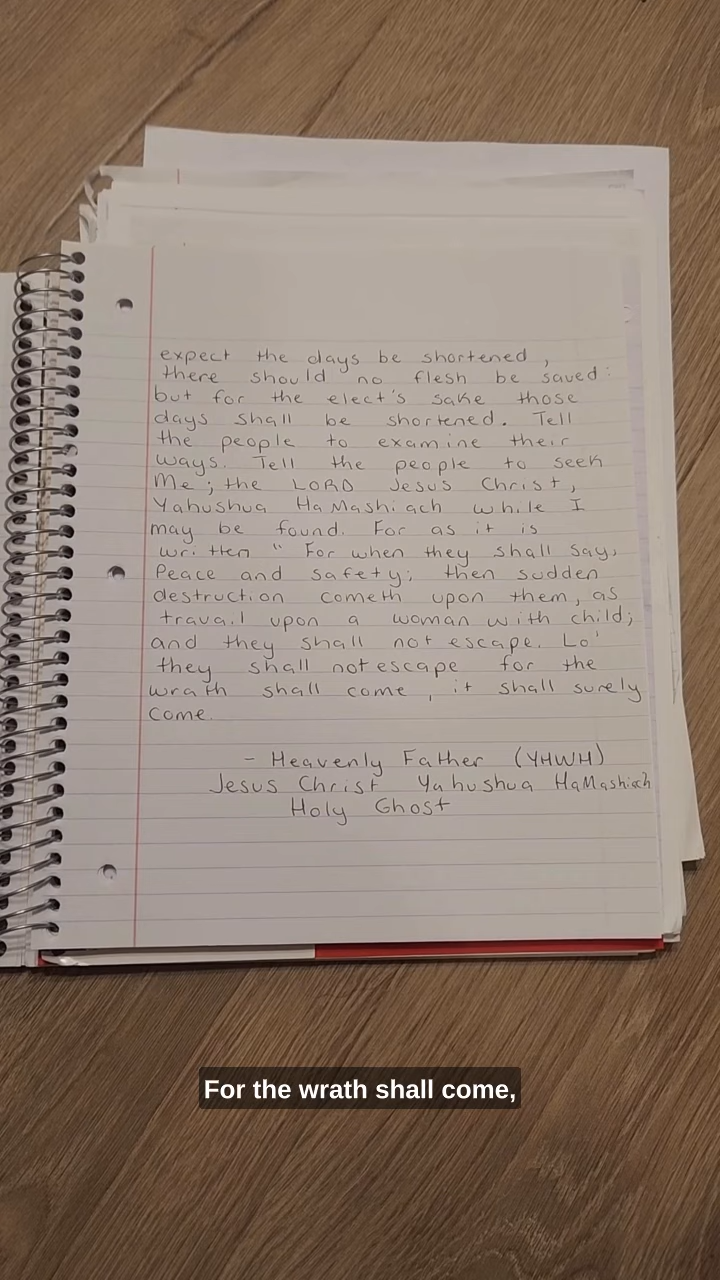 expect the days be shortened,
there should no flesh be saved:
but for the elect's sake those
days shall be shortened. Tell
the people to examine their
ways. Tell the people to seek
Me; the LORD Jesus Christ,
Yahushua HaMashiach while I
may be found. For as it is
written " For when they shall say,
Peace and safety; then sudden
destruction cometh upon them, as
travail upon a woman with child;
and they shall not escape. Lo'
they shall not escape for the
wrath shall come, it shall surely
come.
- Heavenly Father (YHWH)
Jesus Christ Yahushua HaMashiach
Holy Ghost
For the wrath shall come,